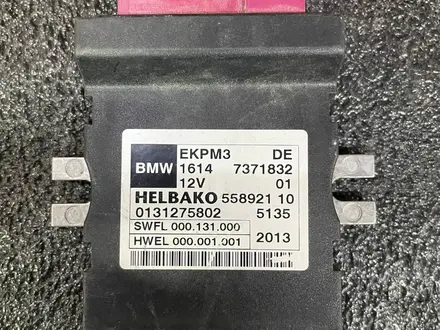 EKPM3 DE
BMW 1614 7371832
12V 01
HELBAKO 558921 10
0131275802 5135
SWFL 000.131.000
HWEL 000.001.001 2013